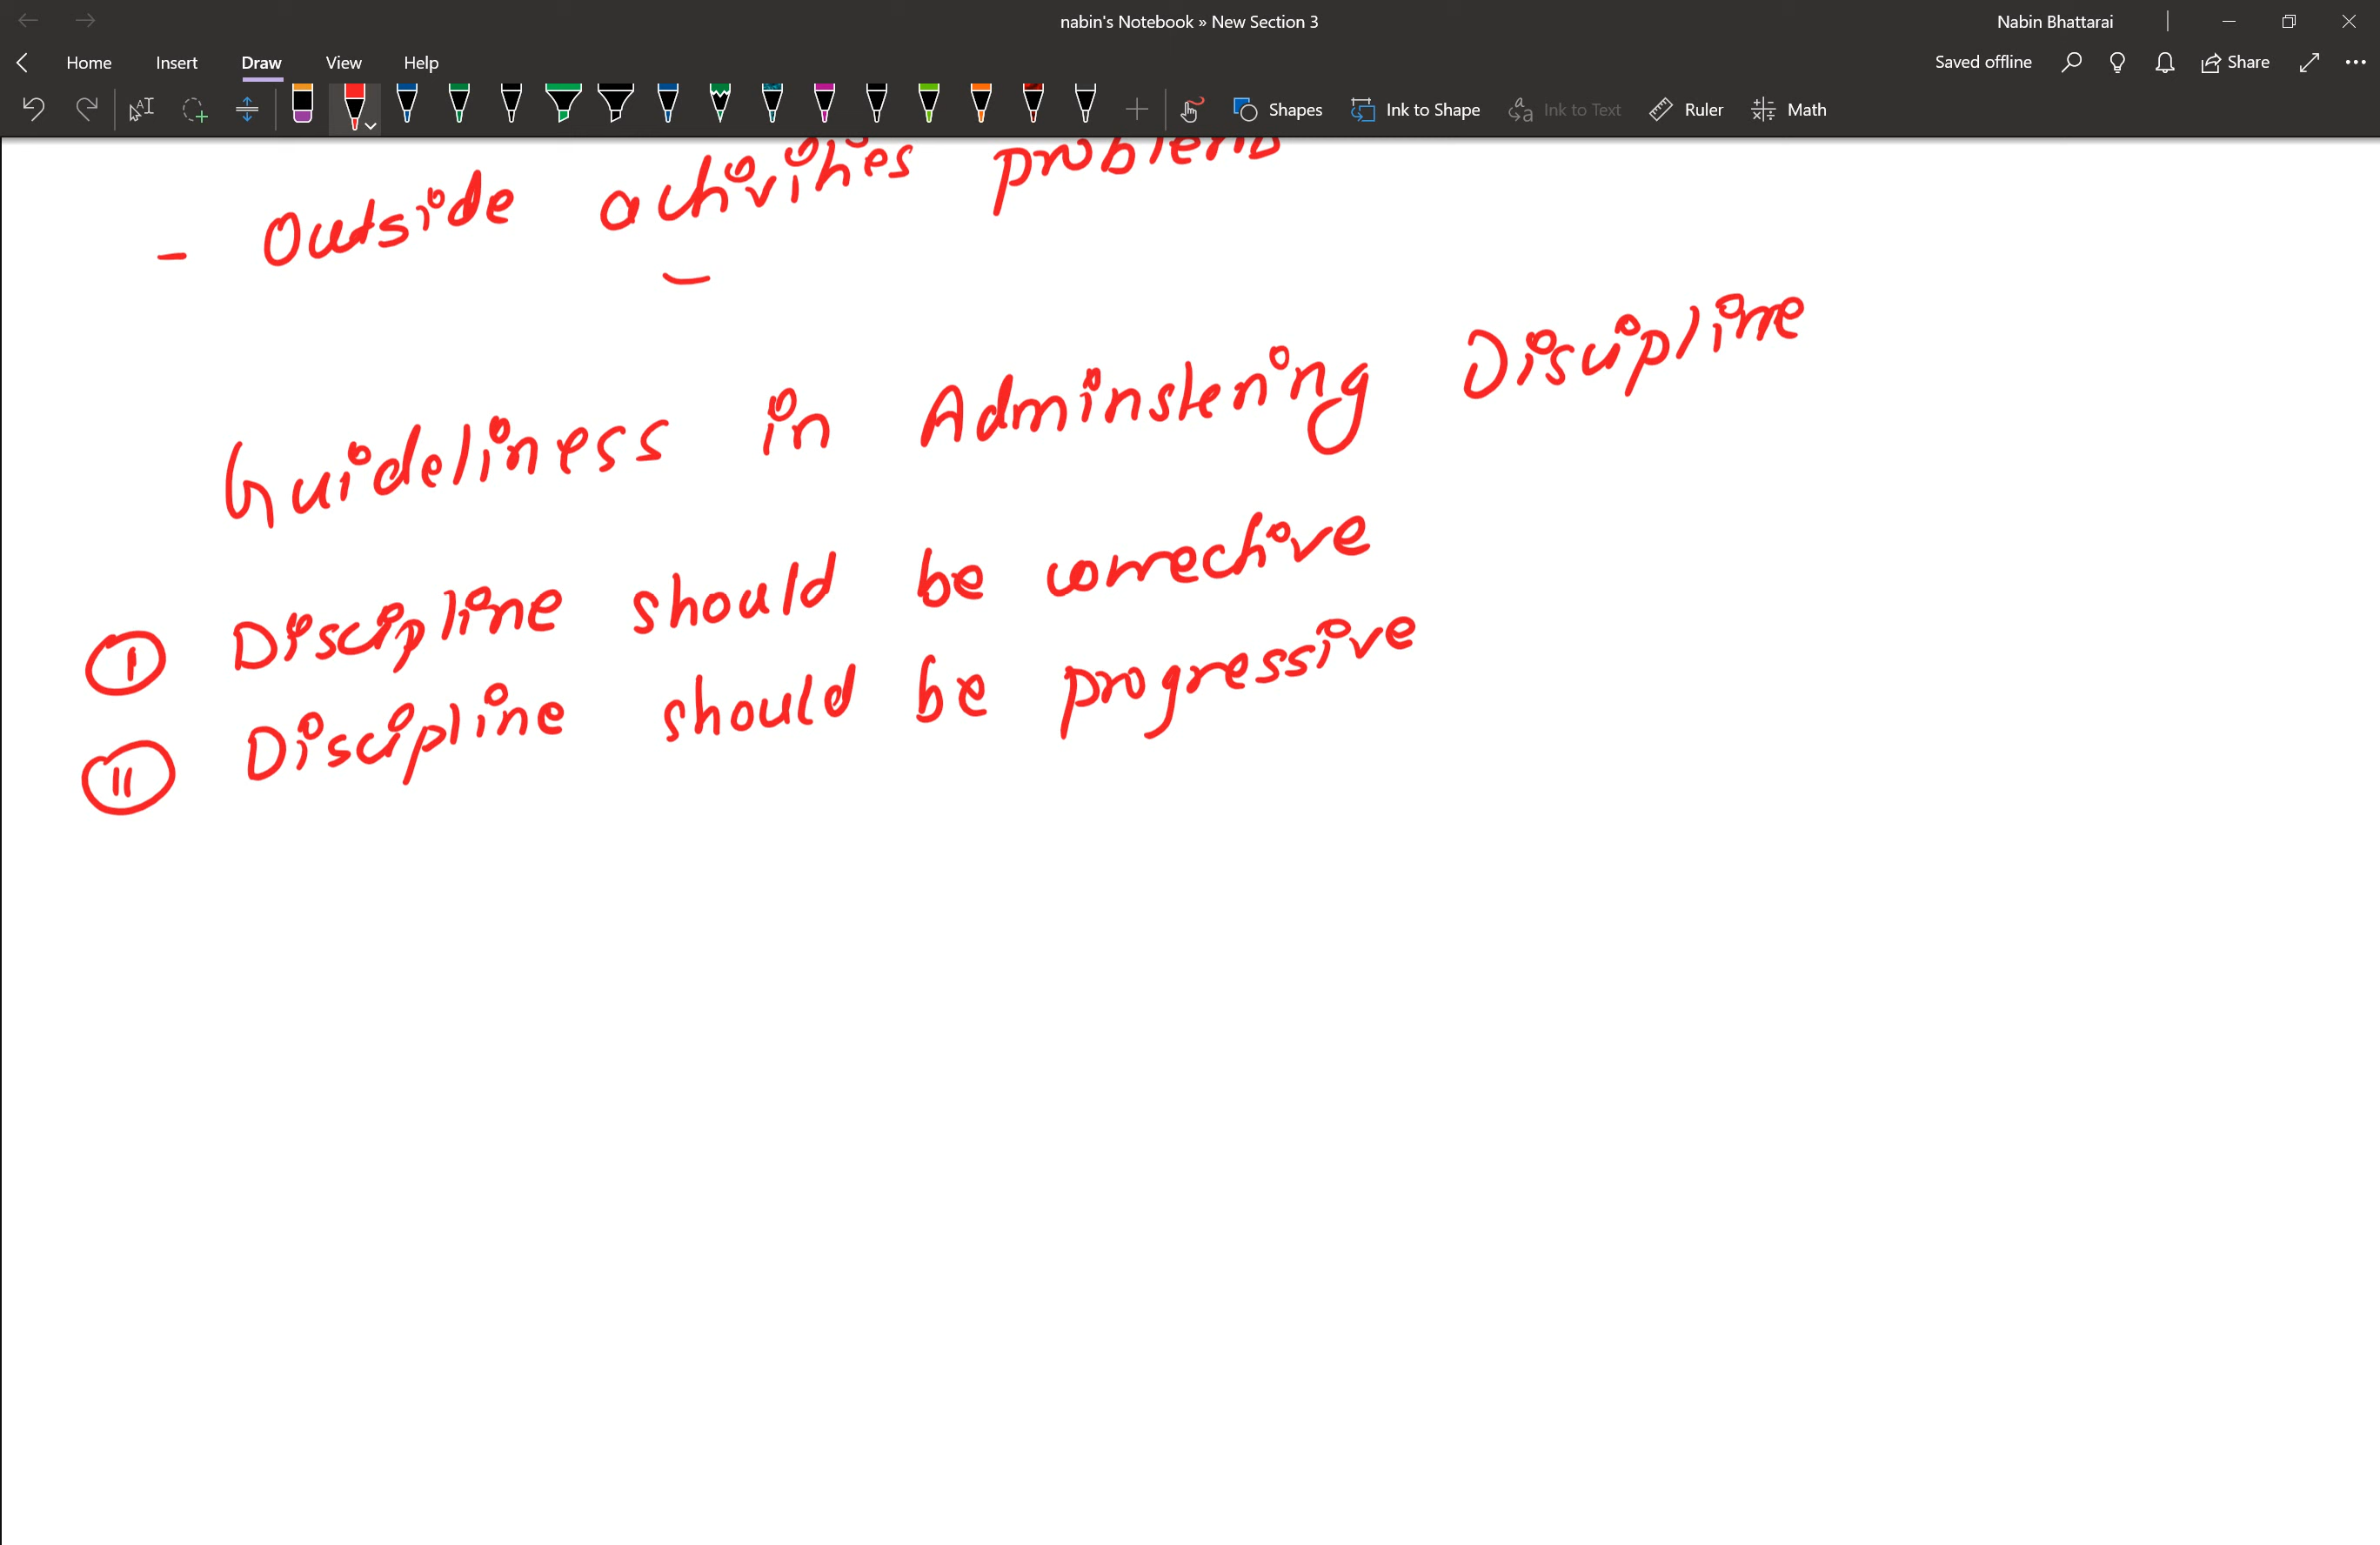 nabin's Notebook » New Section 3
Nabin Bhattarai
Home Insert Draw View Help
Saved offline Share
Shapes Ink to Shape Ink to Text Ruler Math
- Outside activities problems
Guideliness in Adminstering Discipline
I Discipline should be corrective
II Discipline should be progressive